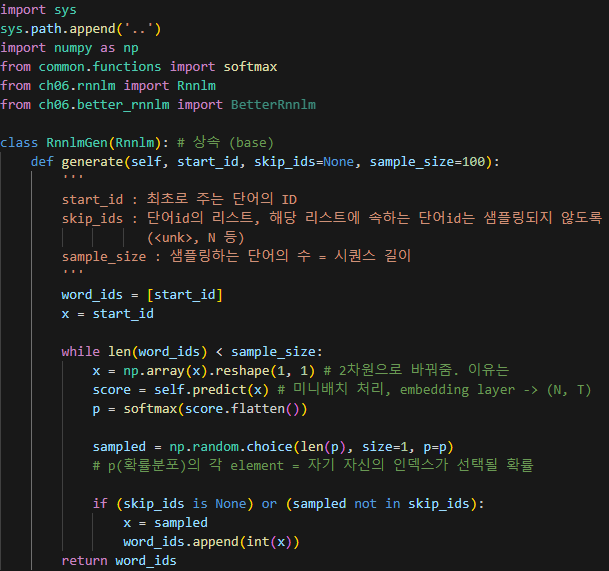 import sys
sys.path.append('..')
import numpy as np
from common.functions import softmax
from ch06.rnnlm import Rnnlm
from ch06.better_rnnlm import BetterRnnlm

class RnnlmGen(Rnnlm): # 상속 (base)
    def generate(self, start_id, skip_ids=None, sample_size=100):
        '''
        start_id : 최초로 주는 단어의 ID
        skip_ids : 단어id의 리스트, 해당 리스트에 속하는 단어id는 샘플링되지 않도록
                   (<unk>, N 등)
        sample_size : 샘플링하는 단어의 수 = 시퀀스 길이
        '''
        word_ids = [start_id]
        x = start_id

        while len(word_ids) < sample_size:
            x = np.array(x).reshape(1, 1) # 2차원으로 바꿔줌. 이유는
            score = self.predict(x) # 미니배치 처리, embedding layer -> (N, T)
            p = softmax(score.flatten())

            sampled = np.random.choice(len(p), size=1, p=p)
            # p(확률분포)의 각 element = 자기 자신의 인덱스가 선택될 확률

            if (skip_ids is None) or (sampled not in skip_ids):
                x = sampled
                word_ids.append(int(x))
        return word_ids